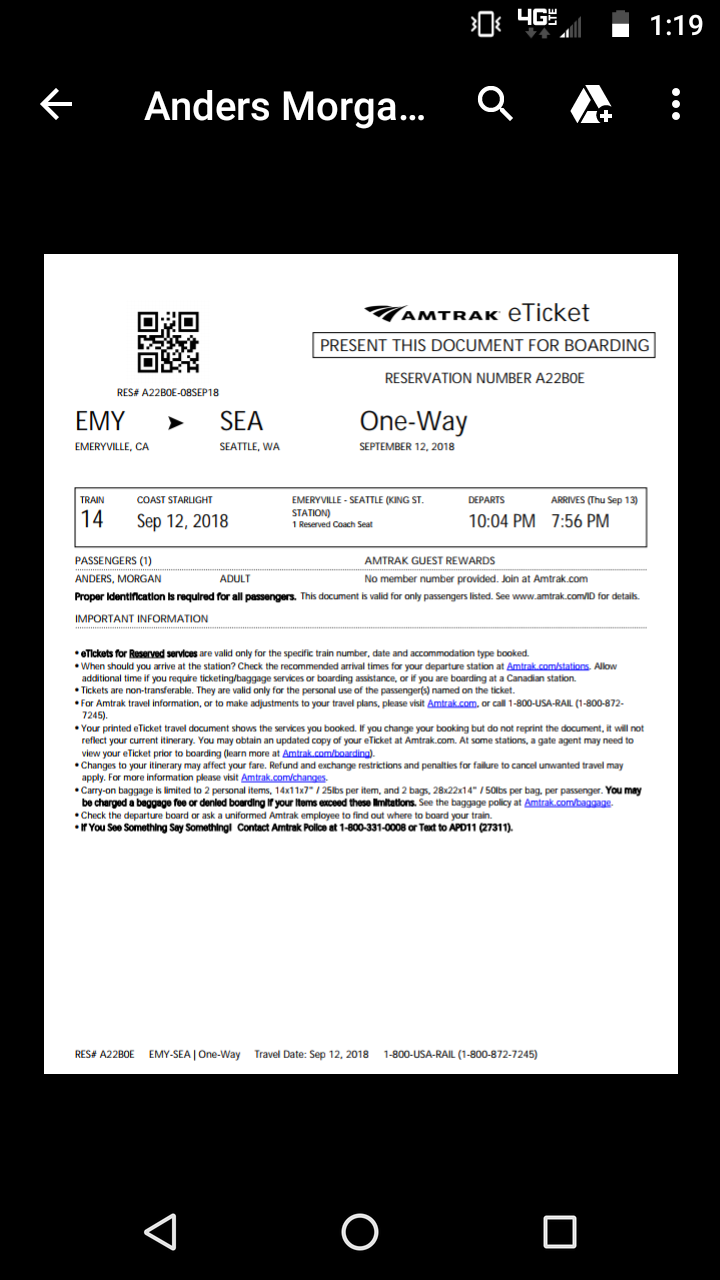 4G LTE 1:19
Anders Morga...
AMTRAK eTicket
PRESENT THIS DOCUMENT FOR BOARDING
RES# A22B0E-08SEP18
RESERVATION NUMBER A22B0E
EMY ➤ SEA One-Way
EMERYVILLE, CA SEATTLE, WA SEPTEMBER 12, 2018
TRAIN COAST STARLIGHT EMERYVILLE - SEATTLE (KING ST. DEPARTS ARRIVES (Thu Sep 13)
STATION)
14 Sep 12, 2018 1 Reserved Coach Seat 10:04 PM 7:56 PM
PASSENGERS (1) AMTRAK GUEST REWARDS
ANDERS, MORGAN ADULT No member number provided. Join at Amtrak.com
Proper identification is required for all passengers. This document is valid for only passengers listed. See www.amtrak.com/ID for details.
IMPORTANT INFORMATION
• eTickets for Reserved services are valid only for the specific train number, date and accommodation type booked.
• When should you arrive at the station? Check the recommended arrival times for your departure station at Amtrak.com/stations. Allow
additional time if you require ticketing/baggage services or boarding assistance, or if you are boarding at a Canadian station.
• Tickets are non-transferable. They are valid only for the personal use of the passenger(s) named on the ticket.
• For Amtrak travel information, or to make adjustments to your travel plans, please visit Amtrak.com, or call 1-800-USA-RAIL (1-800-872-
7245).
• Your printed eTicket travel document shows the services you booked. If you change your booking but do not reprint the document, it will not
reflect your current itinerary. You may obtain an updated copy of your eTicket at Amtrak.com. At some stations, a gate agent may need to
view your eTicket prior to boarding (learn more at Amtrak.com/boarding).
• Changes to your itinerary may affect your fare. Refund and exchange restrictions and penalties for failure to cancel unwanted travel may
apply. For more information please visit Amtrak.com/changes.
• Carry-on baggage is limited to 2 personal items, 14x11x7" / 25lbs per item, and 2 bags, 28x22x14" / 50lbs per bag, per passenger. You may
be charged a baggage fee or denied boarding if your items exceed these limitations. See the baggage policy at Amtrak.com/baggage.
• Check the departure board or ask a uniformed Amtrak employee to find out where to board your train.
• If You See Something Say Something! Contact Amtrak Police at 1-800-331-0008 or Text to APD11 (27311).
RES# A22B0E EMY-SEA | One-Way Travel Date: Sep 12, 2018 1-800-USA-RAIL (1-800-872-7245)